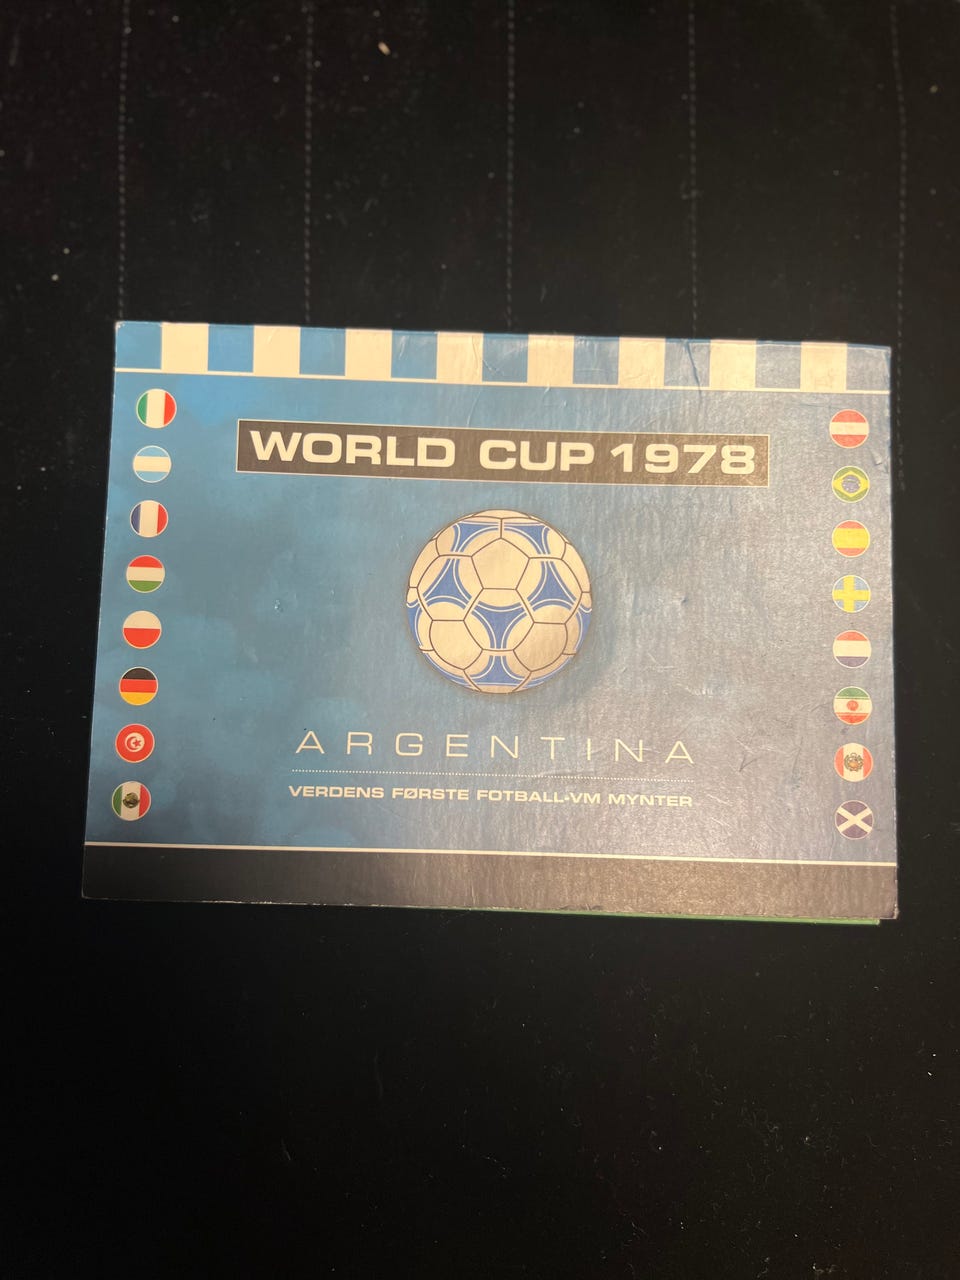 WORLD CUP 1978
ARGENTINA
VERDENS FØRSTE FOTBALL-VM MYNTER